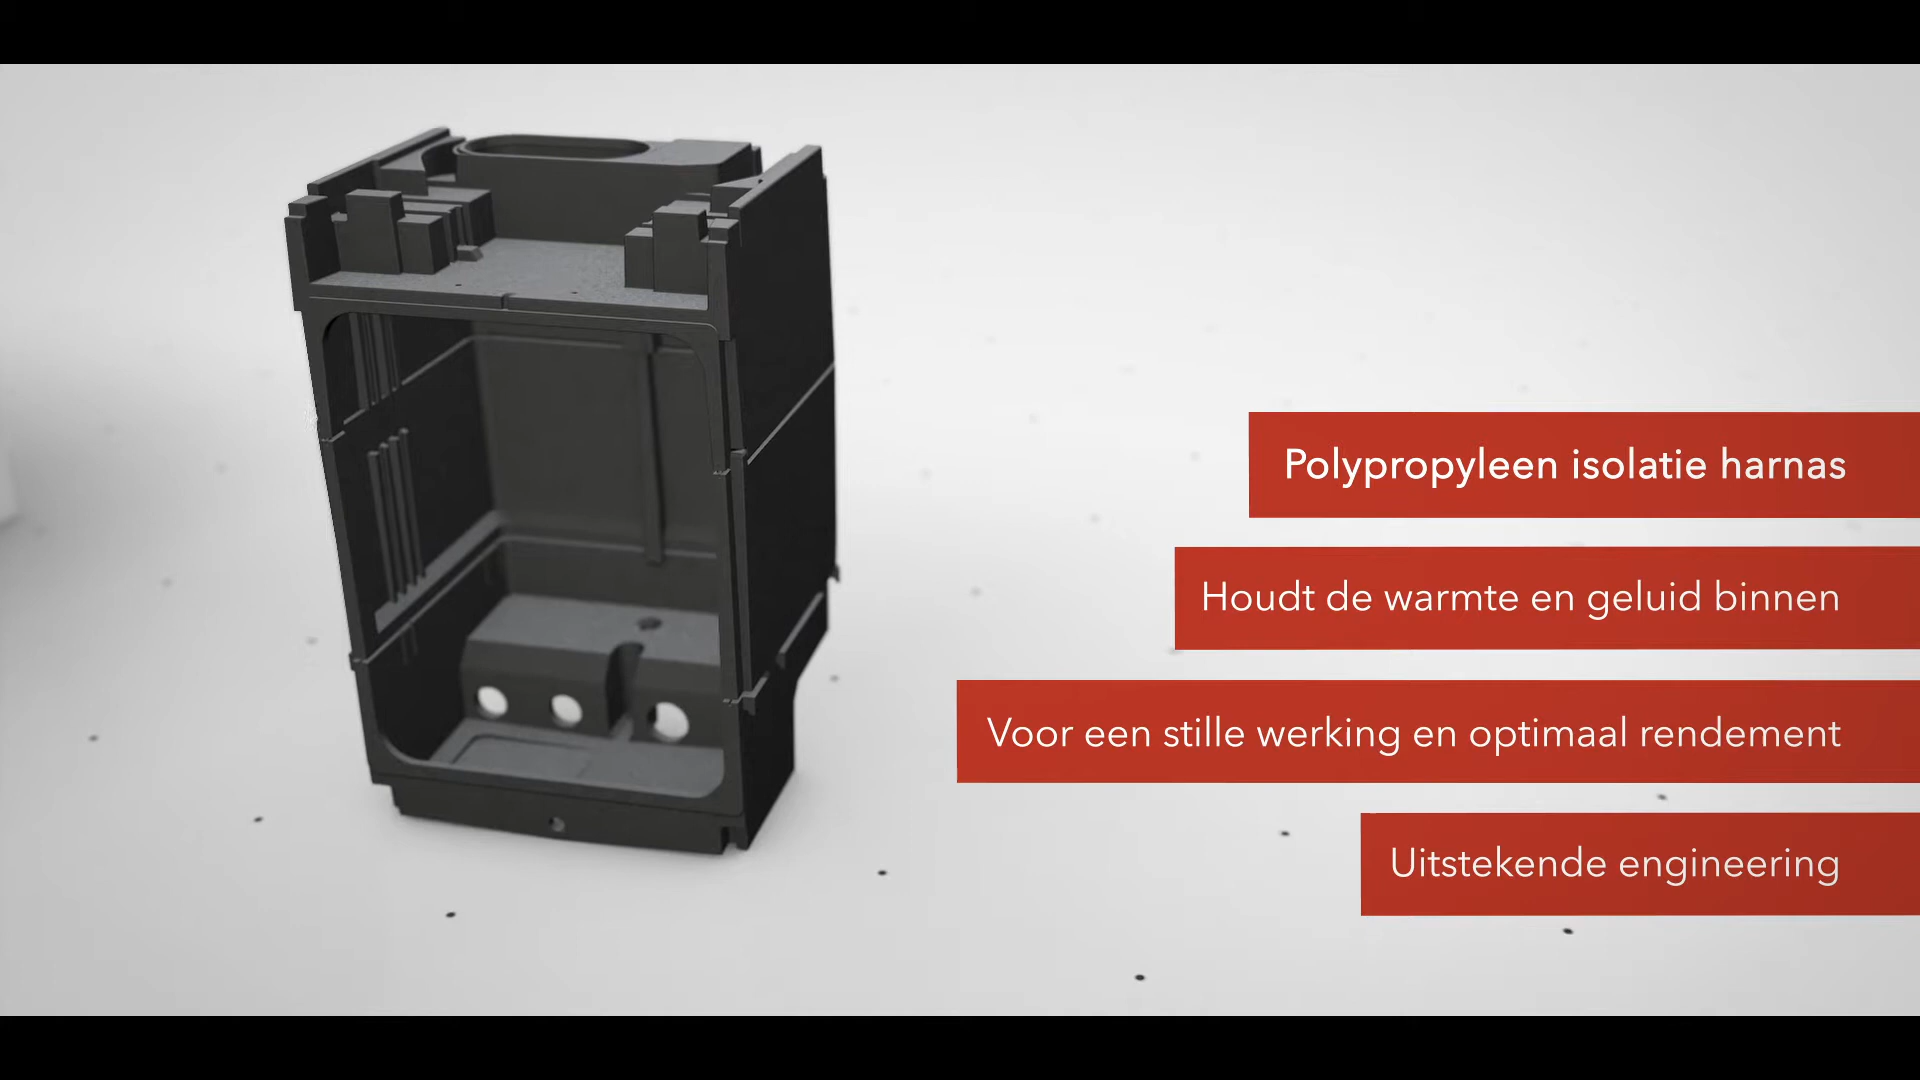 Polypropyleen isolatie harnas
Houdt de warmte en geluid binnen
Voor een stille werking en optimaal rendement
Uitstekende engineering